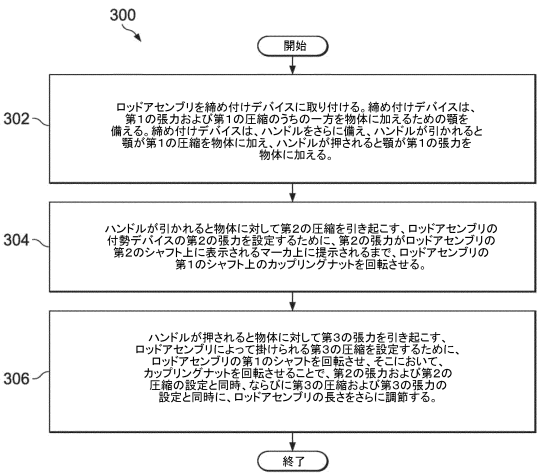 300
開始
302
ロッドアセンブリを締め付けデバイスに取り付ける。締め付けデバイスは、
第1の張力および第1の圧縮のうちの一方を物体に加えるための顎を
備える。締め付けデバイスは、ハンドルをさらに備え、ハンドルが引かれると
顎が第1の圧縮を物体に加え、ハンドルが押されると顎が第1の張力を
物体に加える。
304
ハンドルが引かれると物体に対して第2の圧縮を引き起こす、ロッドアセンブリの
付勢デバイスの第2の張力を設定するために、第2の張力がロッドアセンブリの
第2のシャフト上に表示されるマーカ上に提示されるまで、ロッドアセンブリの
第1のシャフト上のカップリングナットを回転させる。
306
ハンドルが押されると物体に対して第3の張力を引き起こす、
ロッドアセンブリによって掛けられる第3の圧縮を設定するために、
ロッドアセンブリの第1のシャフトを回転させ、そこにおいて、
カップリングナットを回転させることで、第2の張力および第2の
圧縮の設定と同時、ならびに第3の圧縮および第3の張力の
設定と同時に、ロッドアセンブリの長さをさらに調節する。
終了